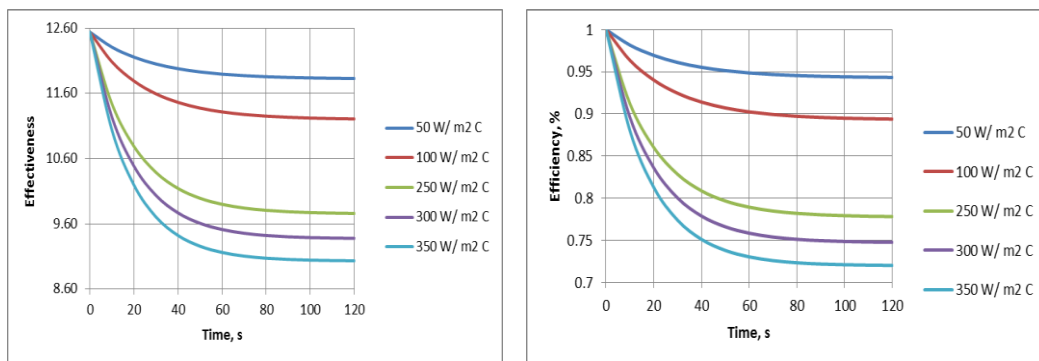 12.60
11.60
10.60
9.60
8.60
Effectiveness
0 20 40 60 80 100 120
Time, s
50 W/ m2 C
100 W/ m2 C
250 W/ m2 C
300 W/ m2 C
350 W/ m2 C
1
0.95
0.9
0.85
0.8
0.75
0.7
Efficiency, %
0 20 40 60 80 100 120
Time, s
50 W/ m2 C
100 W/ m2 C
250 W/ m2 C
300 W/ m2 C
350 W/ m2 C